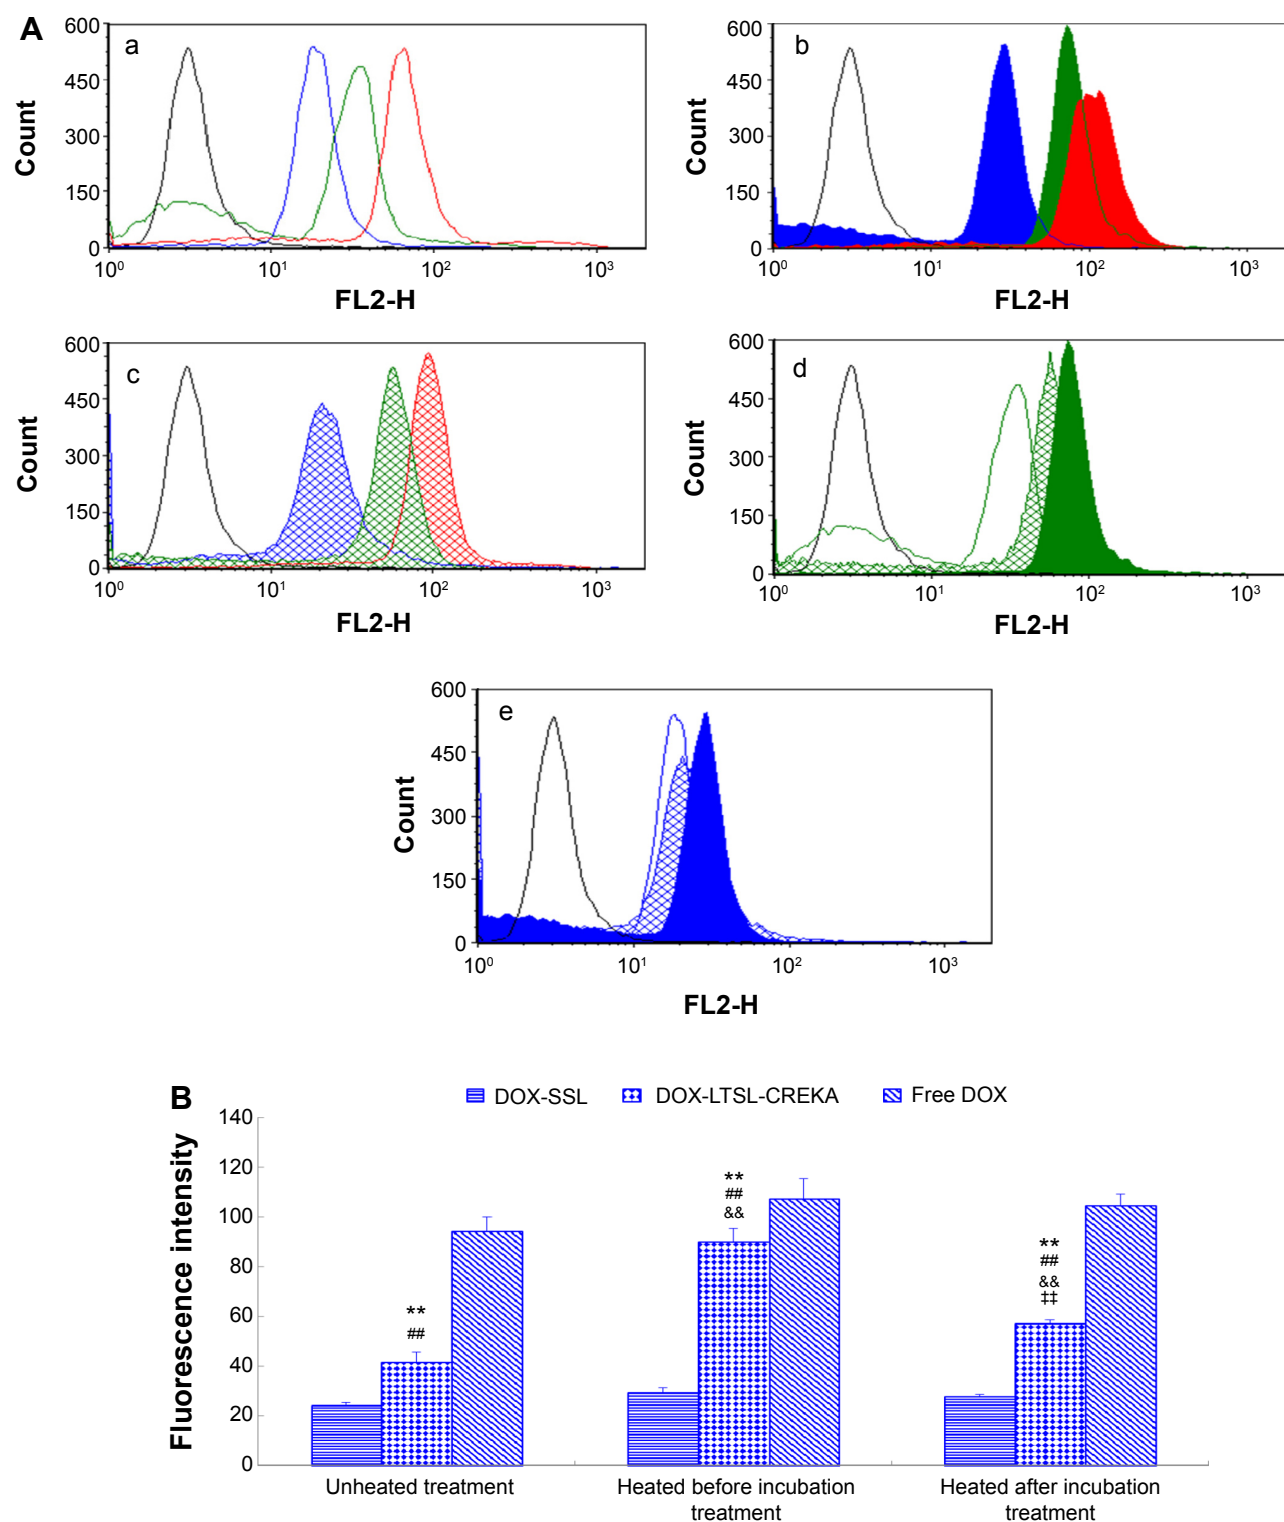 A
a
600
450
300
150
0
Count
10⁰ 10¹ 10² 10³
FL2-H
b
600
450
300
150
0
Count
10⁰ 10¹ 10² 10³
FL2-H
c
600
450
300
150
0
Count
10⁰ 10¹ 10² 10³
FL2-H
d
600
450
300
150
0
Count
10⁰ 10¹ 10² 10³
FL2-H
e
600
450
300
150
0
Count
10⁰ 10¹ 10² 10³
FL2-H
B
DOX-SSL DOX-LTSL-CREKA Free DOX
Fluorescence intensity
140
120
100
80
60
40
20
0
**
##
**
##
&&
**
##
&&
‡‡
Unheated treatment
Heated before incubation
treatment
Heated after incubation
treatment